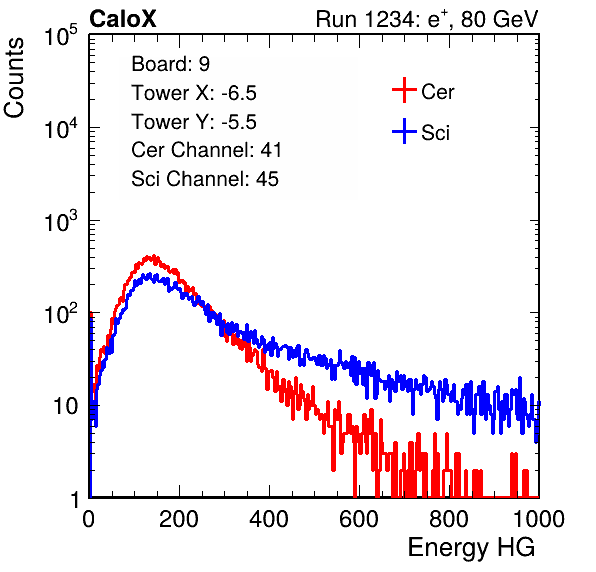 CaloX Run 1234: e⁺, 80 GeV
Counts
Board: 9
Tower X: -6.5
Tower Y: -5.5
Cer Channel: 41
Sci Channel: 45
Cer
Sci
10⁵
10⁴
10³
10²
10
1
0 200 400 600 800 1000
Energy HG